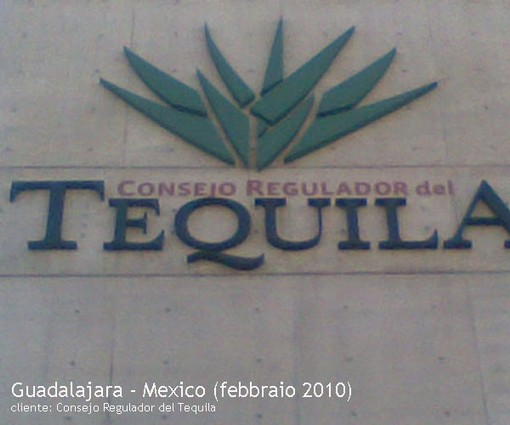 CONSEJO REGULADOR del
TEQUILA
Guadalajara - Mexico (febbraio 2010)
cliente: Consejo Regulador del Tequila